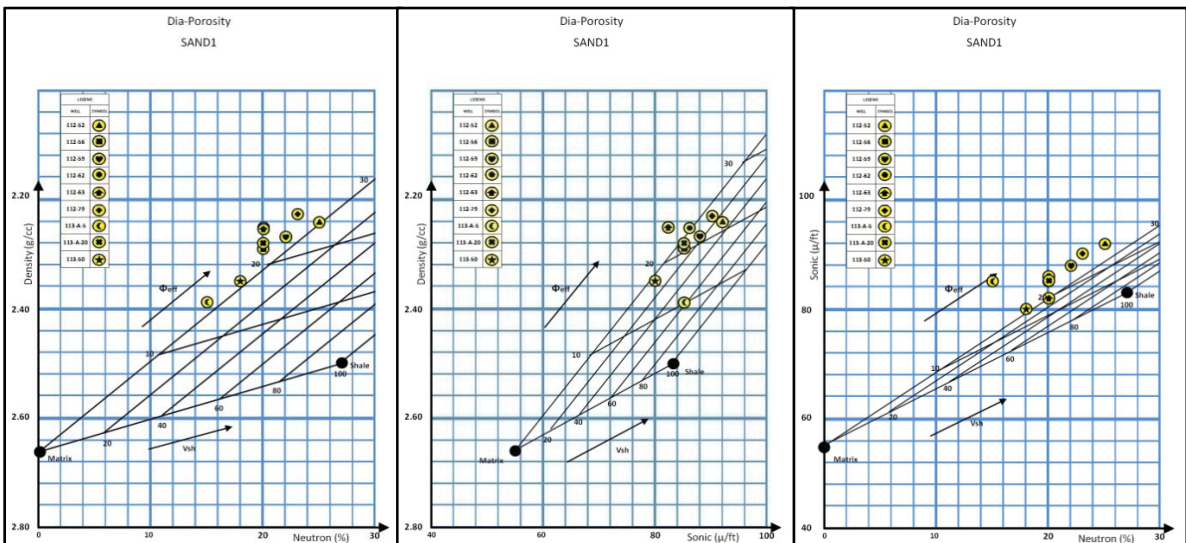 Dia-Porosity
SAND1
LEGEND
WELL SYMBOL
112-52
112-56
112-59
112-62
112-63
112-79
113-A-5
113-A-20
113-60
Density (g/cc)
2.20
2.40
2.60
2.80
Φeff
30
20
10
Shale
100
80
60
40
20
Vsh
Matrix
0 10 20 30
Neutron (%)
Dia-Porosity
SAND1
LEGEND
WELL SYMBOL
112-52
112-56
112-59
112-62
112-63
112-79
113-A-5
113-A-20
113-60
Density (g/cc)
2.20
2.40
2.60
2.80
Φeff
30
20
10
Shale
100
80
60
40
20
Vsh
Matrix
40 60 80 100
Sonic (μ/ft)
Dia-Porosity
SAND1
LEGEND
WELL SYMBOL
112-52
112-56
112-59
112-62
112-63
112-79
113-A-5
113-A-20
113-60
Sonic (μ/ft)
100
80
60
40
Φeff
30
10
Shale
100
80
60
40
20
Vsh
Matrix
0 10 20 30
Neutron (%)